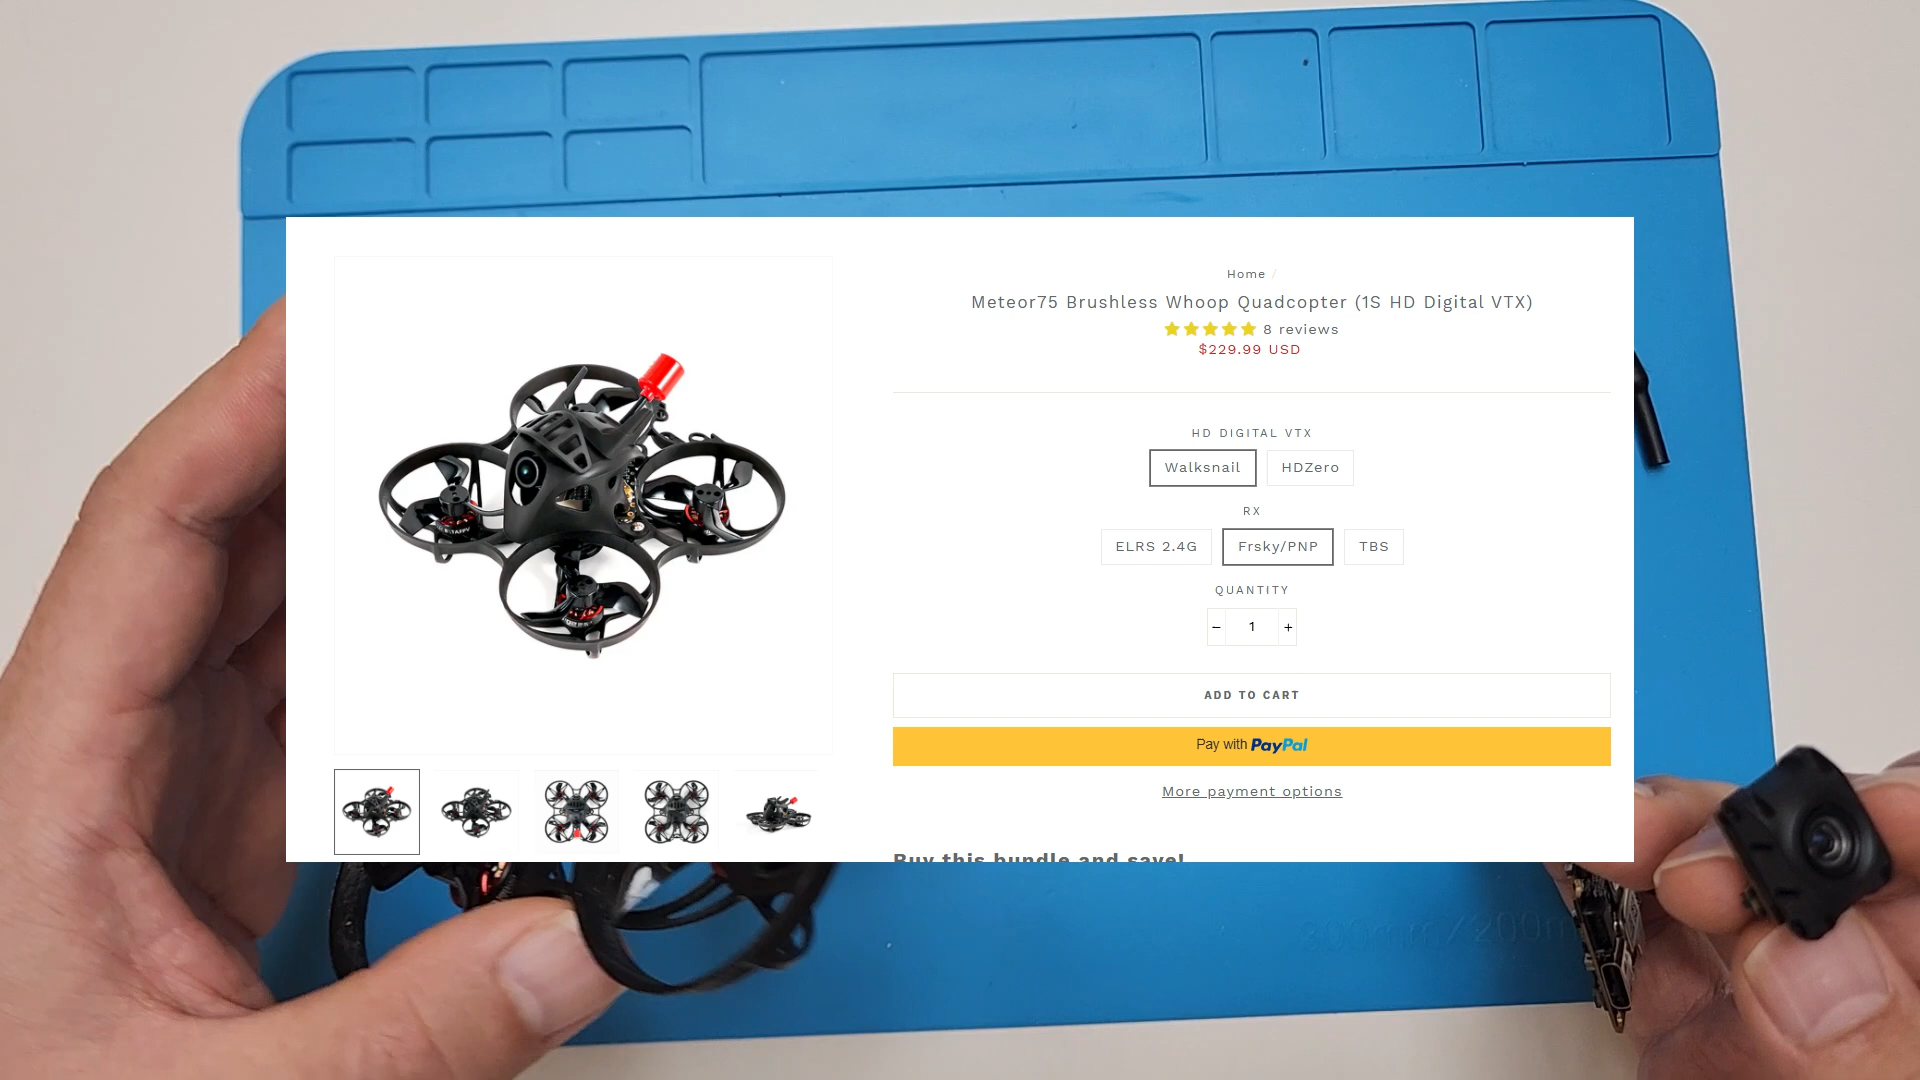 Home /
Meteor75 Brushless Whoop Quadcopter (1S HD Digital VTX)
8 reviews
$229.99 USD
HD DIGITAL VTX
Walksnail HDZero
RX
ELRS 2.4G Frsky/PNP TBS
QUANTITY
− 1 +
ADD TO CART
Pay with PayPal
More payment options
Buy this bundle and save!